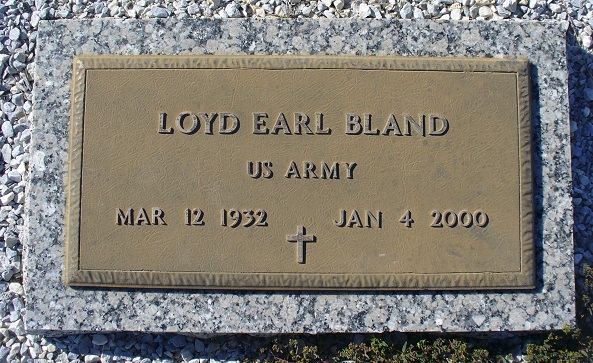 LOYD EARL BLAND
US ARMY
MAR 12 1932 JAN 4 2000